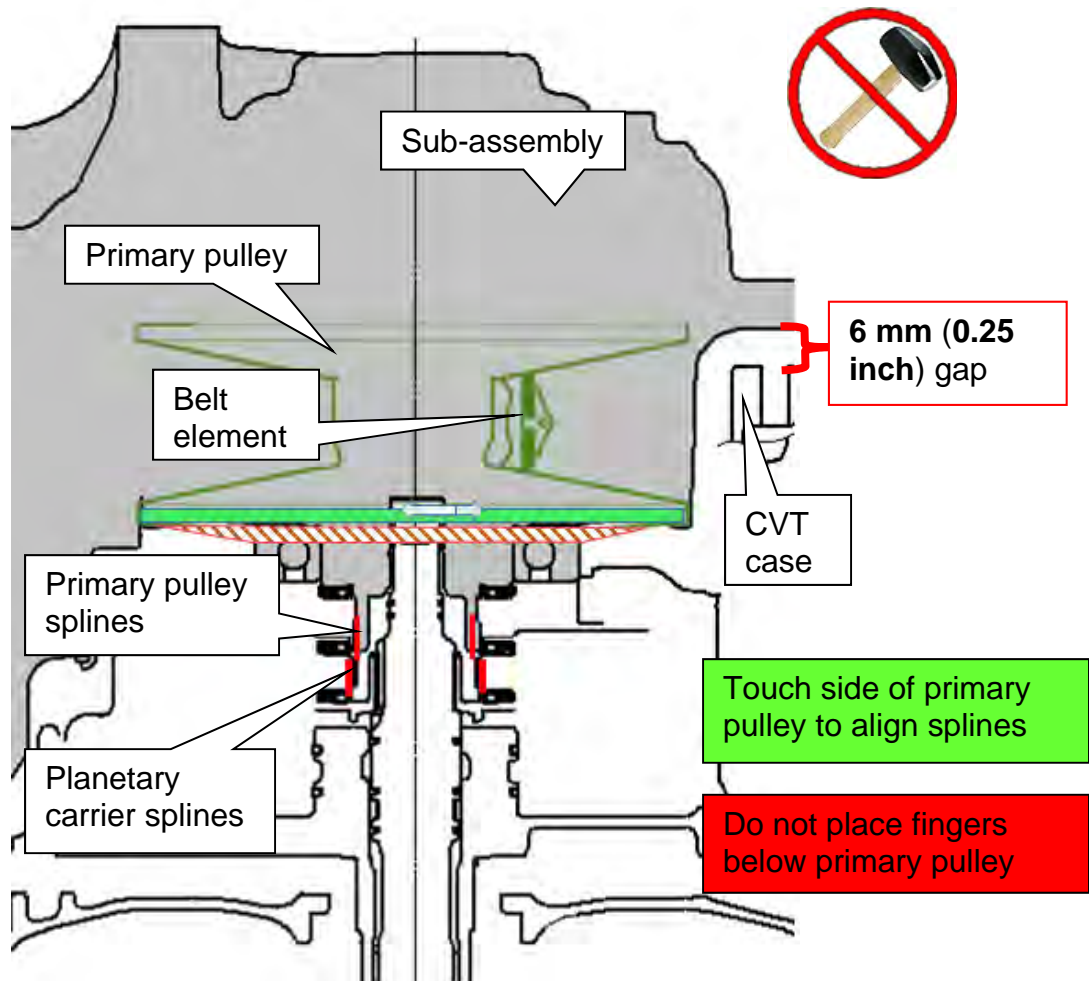 Sub-assembly
Primary pulley
6 mm (0.25
inch) gap
Belt
element
CVT
case
Primary pulley
splines
Touch side of primary
pulley to align splines
Planetary
carrier splines
Do not place fingers
below primary pulley